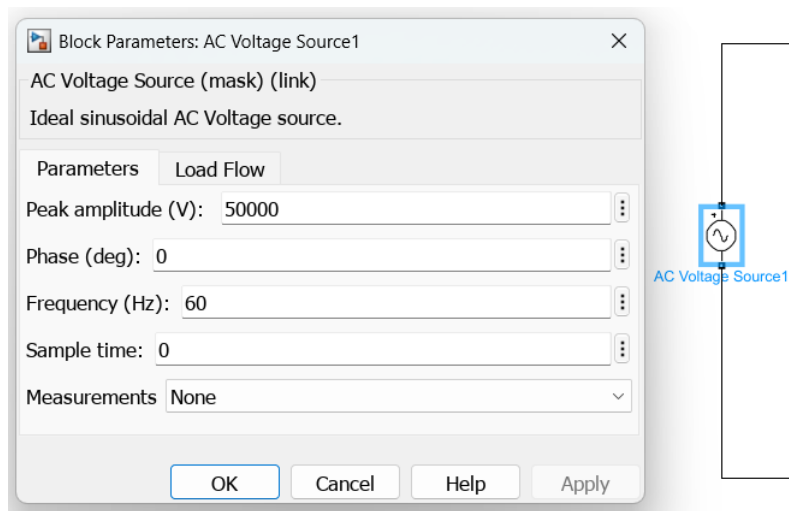 Block Parameters: AC Voltage Source1
AC Voltage Source (mask) (link)
Ideal sinusoidal AC Voltage source.
Parameters Load Flow
Peak amplitude (V): 50000
Phase (deg): 0
Frequency (Hz): 60
Sample time: 0
Measurements None
OK Cancel Help Apply
AC Voltage Source1